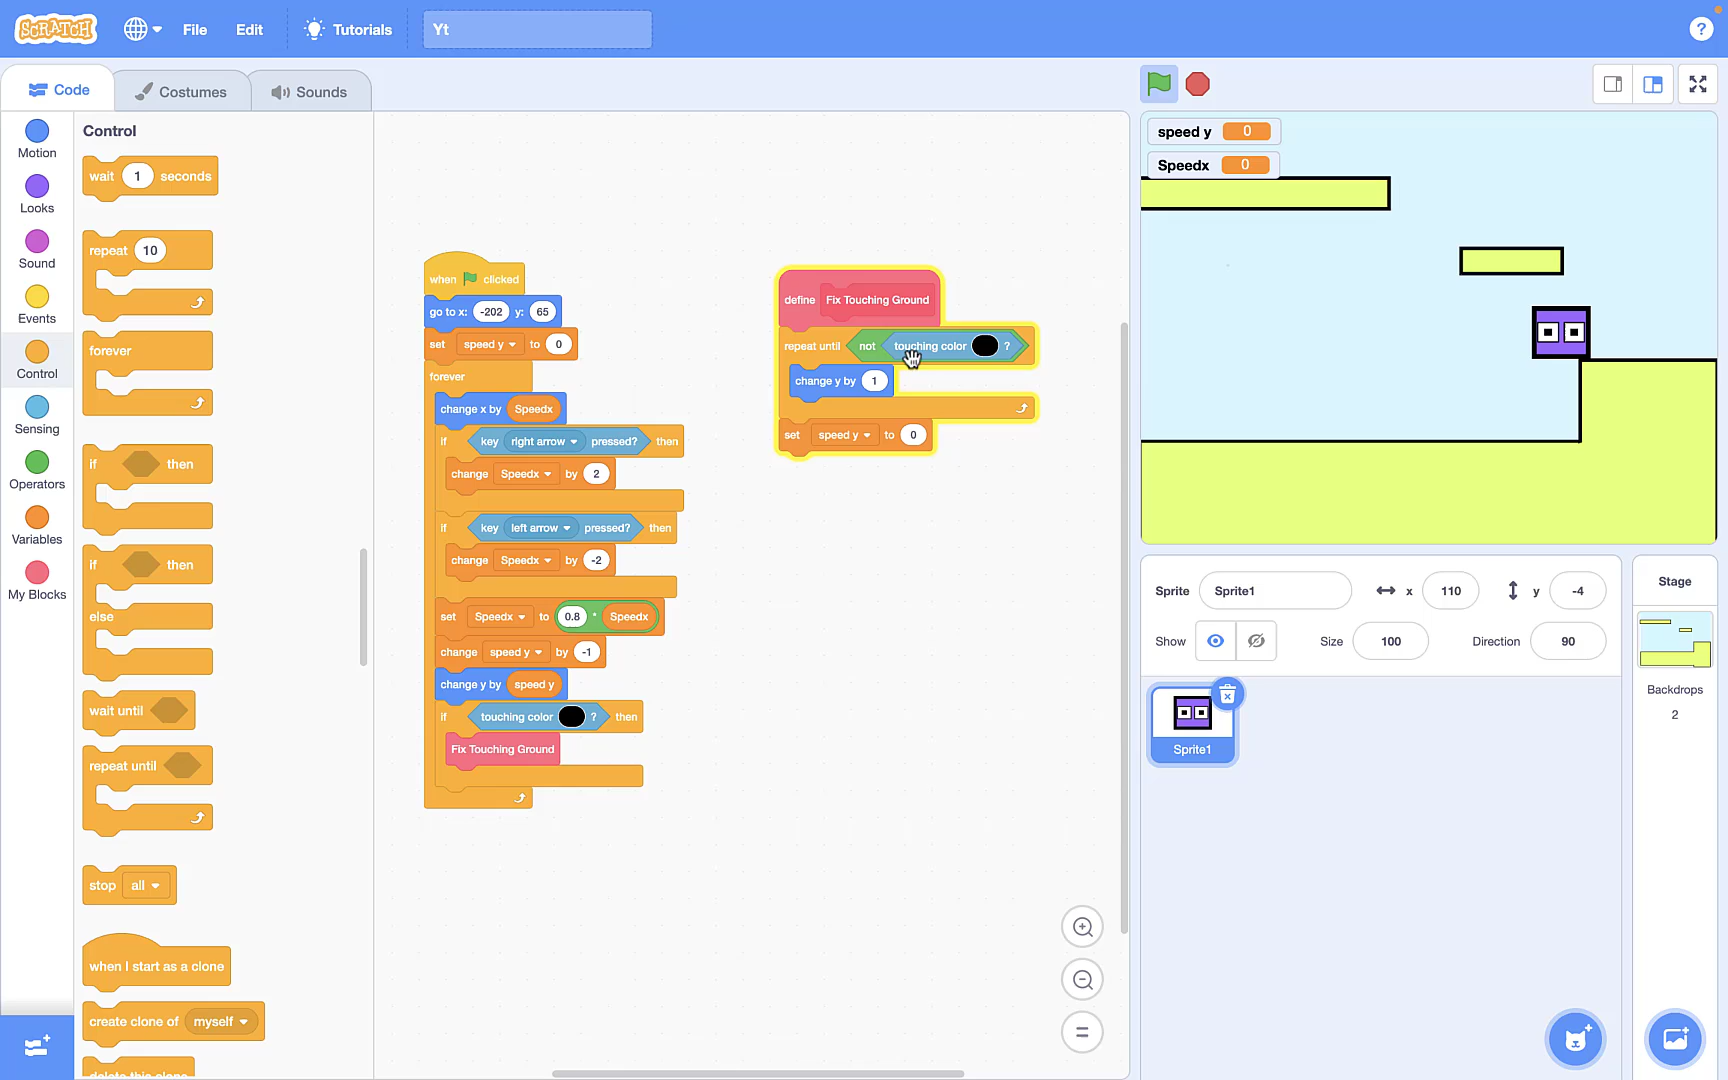 SCRATCH File Edit Tutorials Yt ?
Code Costumes Sounds
Motion
Looks
Sound
Events
Control
Sensing
Operators
Variables
My Blocks
Control
wait 1 seconds
repeat 10
forever
if then
if then
else
wait until
repeat until
stop all
when I start as a clone
create clone of myself
delete this clone
when clicked
go to x: -202 y: 65
set speed y to 0
forever
change x by Speedx
if key right arrow pressed? then
change Speedx by 2
if key left arrow pressed? then
change Speedx by -2
set Speedx to 0.8 * Speedx
change speed y by -1
change y by speed y
if touching color ? then
Fix Touching Ground
define Fix Touching Ground
repeat until not touching color ?
change y by 1
set speed y to 0
speed y 0
Speedx 0
Sprite Sprite1 x 110 y -4
Show Size 100 Direction 90
Sprite1
Stage
Backdrops
2